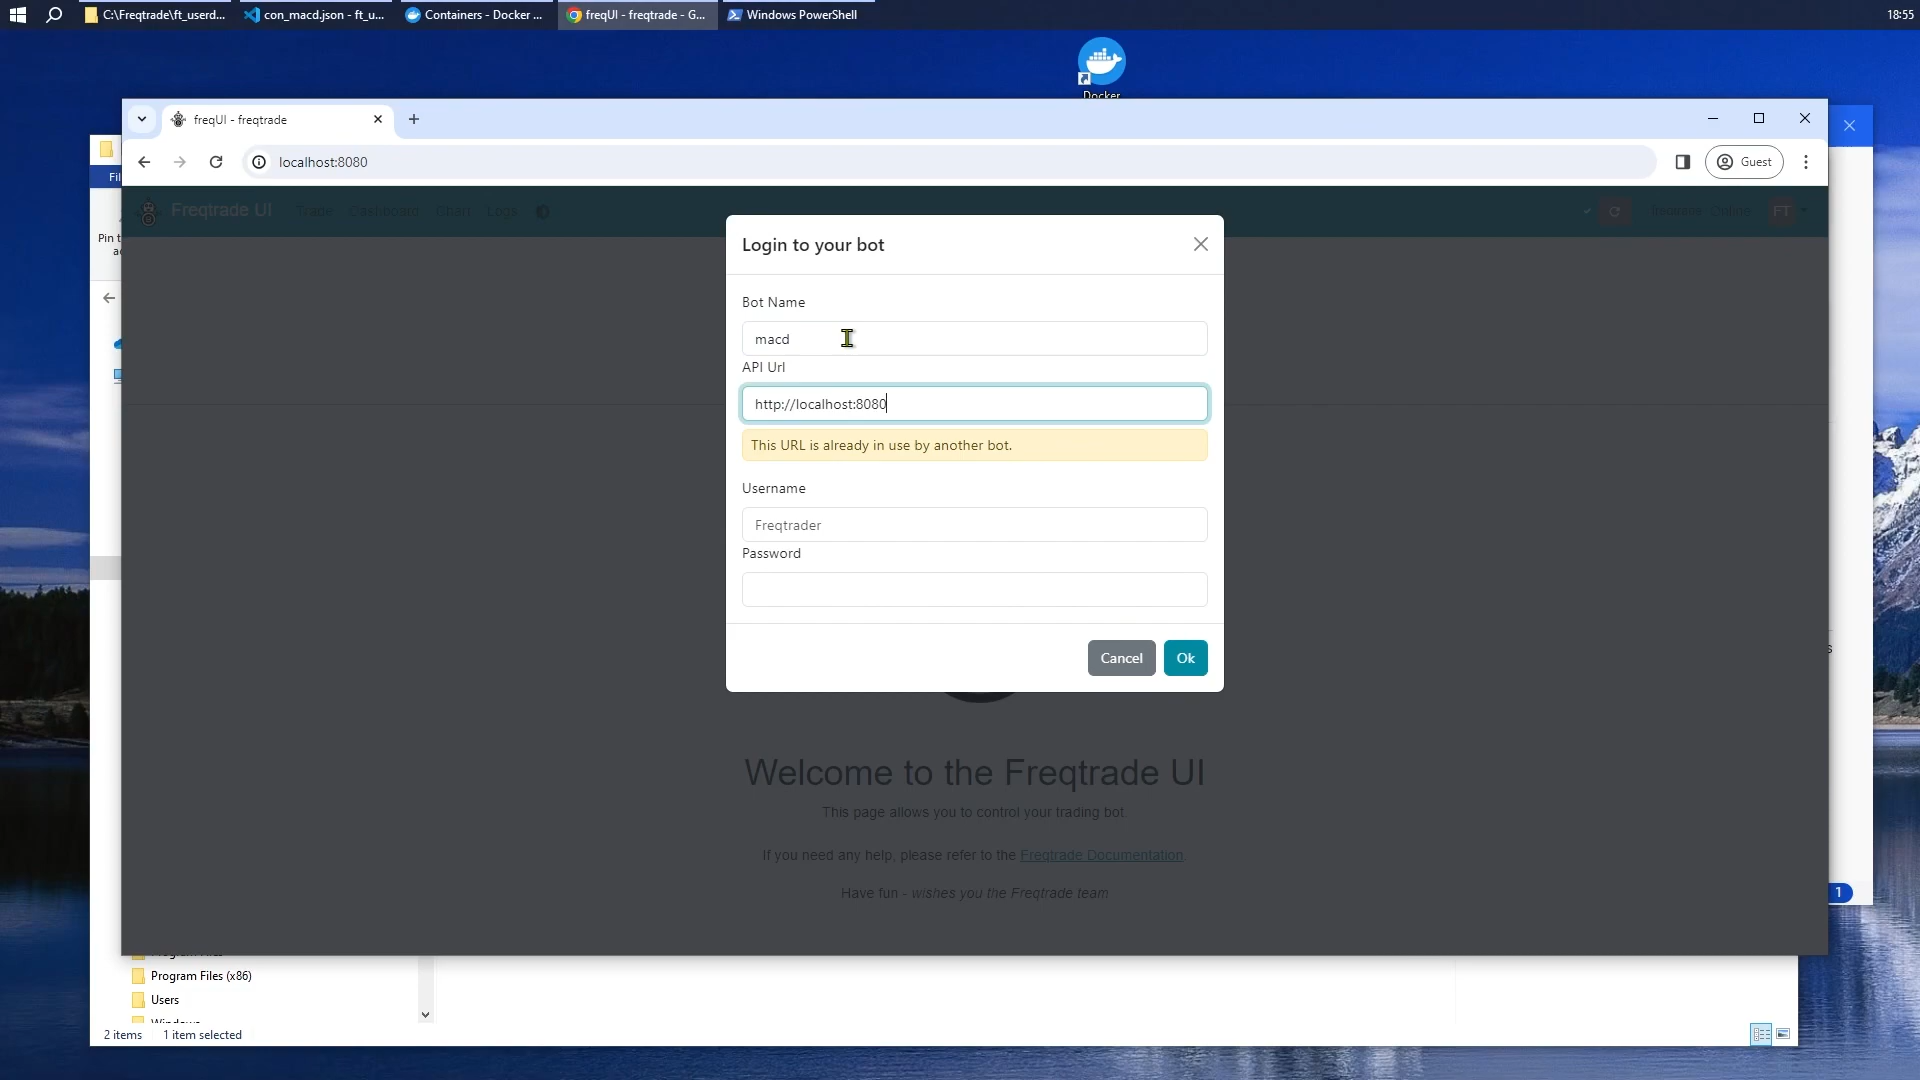 C:\Freqtrade\ft_userd...
con_macd.json - ft_u...
Containers - Docker ...
freqUI - freqtrade - G...
Windows PowerShell
18:55
Docker
freqUI - freqtrade
localhost:8080
Guest
Fil
Freqtrade UI
Trade
Dashboard
Chart
Logs
freqtrade
Online
FT
Pin t
Login to your bot
Bot Name
macd
API Url
http://localhost:8080
This URL is already in use by another bot.
Username
Freqtrader
Password
Cancel
Ok
Welcome to the Freqtrade UI
This page allows you to control your trading bot.
If you need any help, please refer to the Freqtrade Documentation.
Have fun - wishes you the Freqtrade team
1
Program Files (x86)
Users
2 items
1 item selected